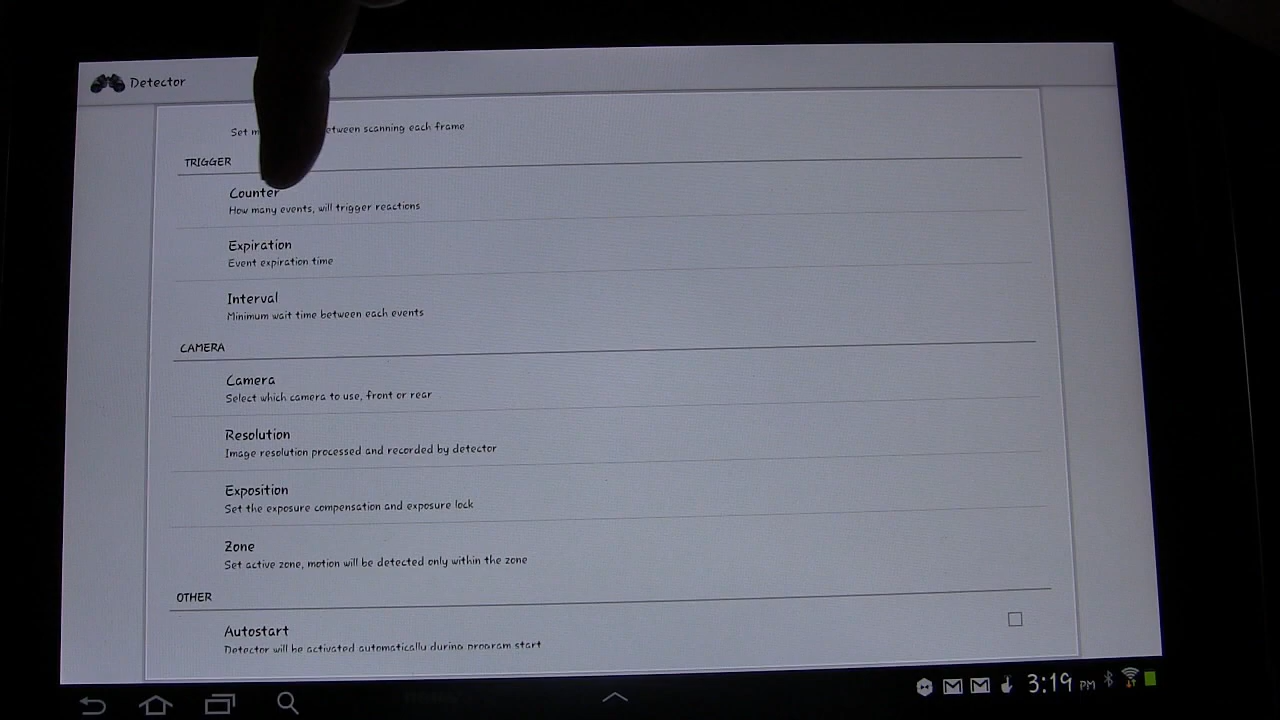 Detector
Set etween scanning each frame
TRIGGER
Counter
How many events, will trigger reactions
Expiration
Event expiration time
Interval
Minimum wait time between each events
CAMERA
Camera
Select which camera to use, front or rear
Resolution
Image resolution processed and recorded by detector
Exposition
Set the exposure compensation and exposure lock
Zone
Set active zone, motion will be detected only within the zone
OTHER
Autostart
Detector will be activated automatically during program start
3:19 PM